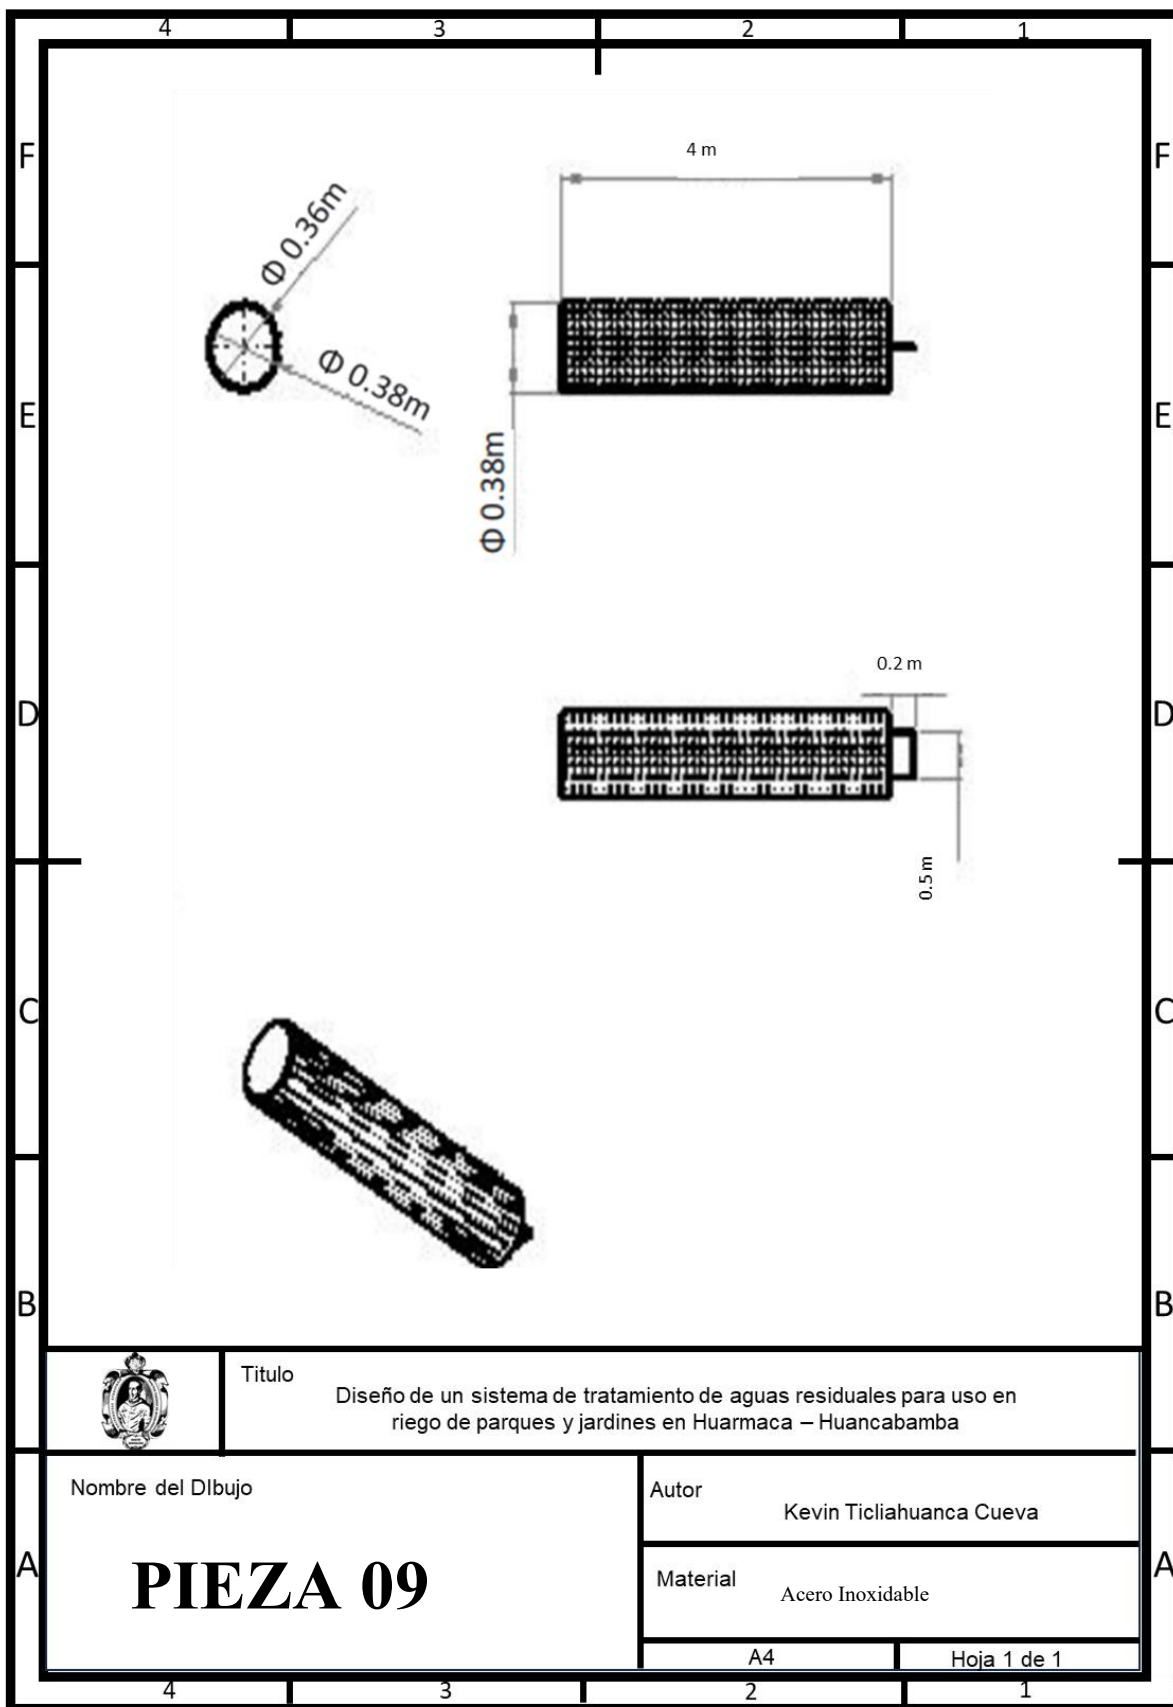 4 3 2 1
F F
4 m
Φ 0.36m
Φ 0.38m
E E
Φ 0.38m
0.2 m
D D
0.5 m
C C
B B
Titulo
Diseño de un sistema de tratamiento de aguas residuales para uso en
riego de parques y jardines en Huarmaca – Huancabamba
Nombre del DIbujo
PIEZA 09
Autor
Kevin Ticliahuanca Cueva
A A
Material
Acero Inoxidable
A4
Hoja 1 de 1
4 3 2 1